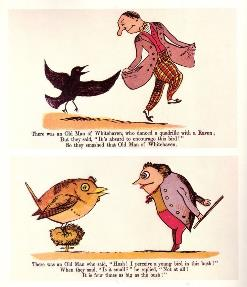 There was an Old Man of Whitehaven, who danced a quadrille with a Raven;
But they said, "It's absurd to encourage this bird!"
So they smashed that Old Man of Whitehaven.
There was an Old Man who said, "Hush! I perceive a young bird in this bush!"
When they said, "Is it small?" he replied, "Not at all!
It is four times as big as the bush!"